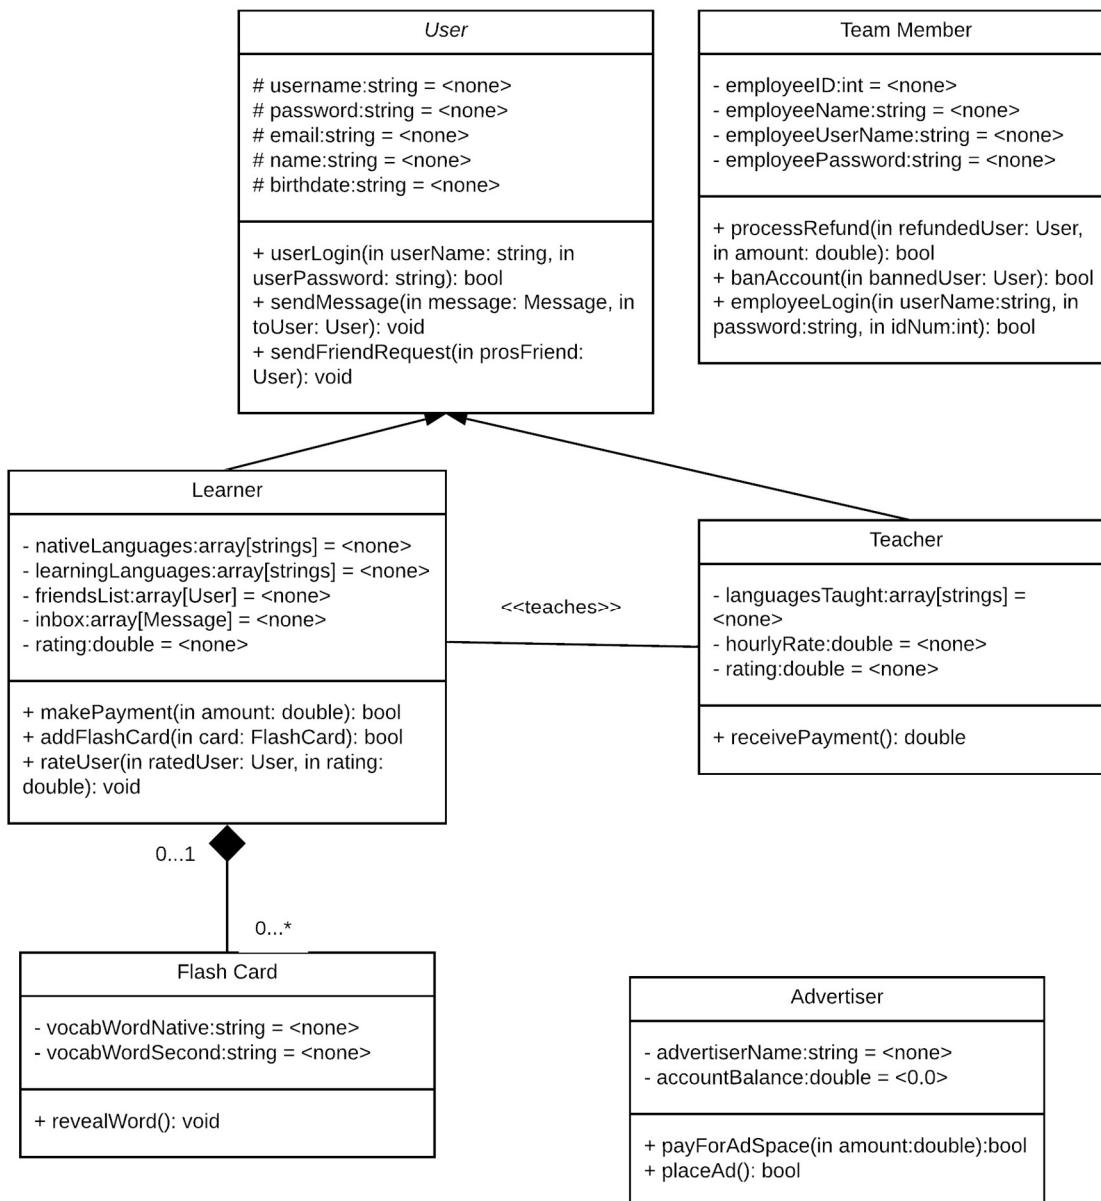 User
# username:string = <none>
# password:string = <none>
# email:string = <none>
# name:string = <none>
# birthdate:string = <none>
+ userLogin(in userName: string, in
userPassword: string): bool
+ sendMessage(in message: Message, in
toUser: User): void
+ sendFriendRequest(in prosFriend:
User): void
Team Member
- employeeID:int = <none>
- employeeName:string = <none>
- employeeUserName:string = <none>
- employeePassword:string = <none>
+ processRefund(in refundedUser: User,
in amount: double): bool
+ banAccount(in bannedUser: User): bool
+ employeeLogin(in userName:string, in
password:string, in idNum:int): bool
Learner
- nativeLanguages:array[strings] = <none>
- learningLanguages:array[strings] = <none>
- friendsList:array[User] = <none>
- inbox:array[Message] = <none>
- rating:double = <none>
+ makePayment(in amount: double): bool
+ addFlashCard(in card: FlashCard): bool
+ rateUser(in ratedUser: User, in rating:
double): void
<<teaches>>
Teacher
- languagesTaught:array[strings] =
<none>
- hourlyRate:double = <none>
- rating:double = <none>
+ receivePayment(): double
0...1
0...*
Flash Card
- vocabWordNative:string = <none>
- vocabWordSecond:string = <none>
+ revealWord(): void
Advertiser
- advertiserName:string = <none>
- accountBalance:double = <0.0>
+ payForAdSpace(in amount:double):bool
+ placeAd(): bool